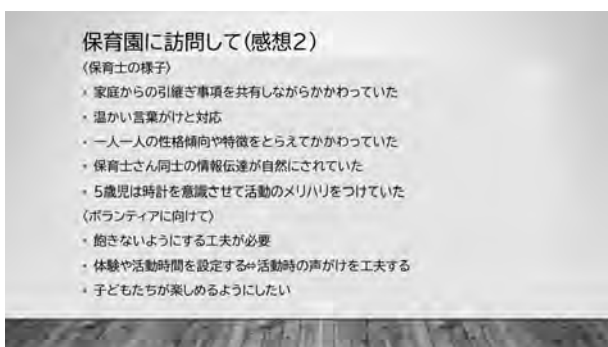 保育園に訪問して(感想2)
〈保育士の様子〉
• 家庭からの引継ぎ事項を共有しながらかかわっていた
• 温かい言葉がけと対応
• 一人一人の性格傾向や特徴をとらえてかかわっていた
• 保育士さん同士の情報伝達が自然にされていた
• 5歳児は時計を意識させて活動のメリハリをつけていた
〈ボランティアに向けて〉
• 飽きないようにする工夫が必要
• 体験や活動時間を設定する⇔活動時の声がけを工夫する
• 子どもたちが楽しめるようにしたい